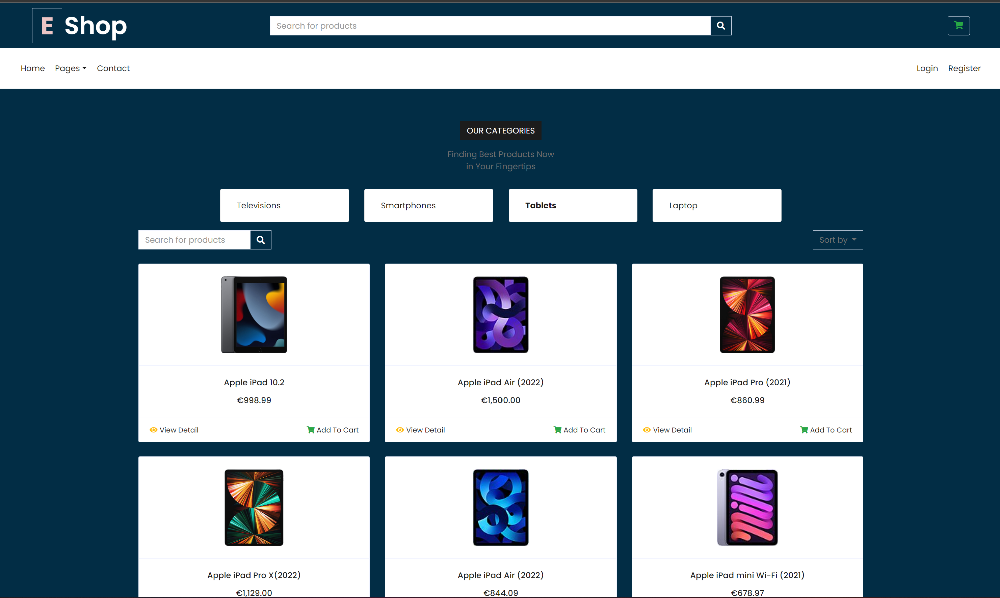 E Shop
Search for products
Home Pages Contact Login Register
OUR CATEGORIES
Finding Best Products Now
in Your Fingertips
Televisions Smartphones Tablets Laptop
Search for products Sort by
Apple iPad 10.2
€998.99
View Detail Add To Cart
Apple iPad Air (2022)
€1,500.00
View Detail Add To Cart
Apple iPad Pro (2021)
€860.99
View Detail Add To Cart
Apple iPad Pro X(2022)
€1,129.00
Apple iPad Air (2022)
€844.09
Apple iPad mini Wi-Fi (2021)
€678.97